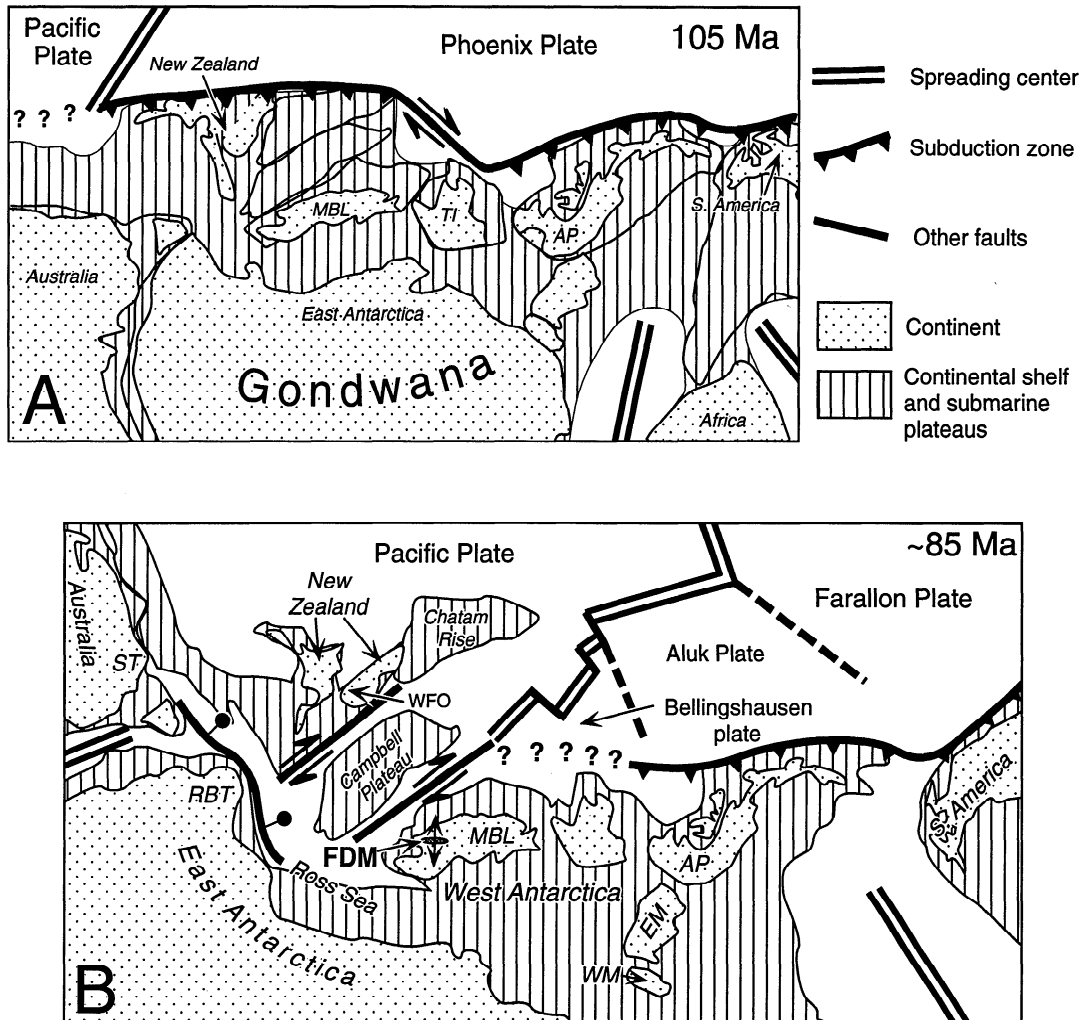 Pacific
Plate
Phoenix Plate
105 Ma
New Zealand
? ? ?
MBL
TI
AP
S. America
Australia
East Antarctica
Gondwana
Africa
A
Spreading center
Subduction zone
Other faults
Continent
Continental shelf
and submarine
plateaus
Pacific Plate
~85 Ma
New
Zealand
Chatam
Rise
Farallon Plate
Australia
ST
Aluk Plate
WFO
Bellingshausen
plate
? ? ? ? ?
Campbell
Plateau
RBT
FDM
MBL
AP
S. America
Ross Sea
West Antarctica
East Antarctica
EM
WM
B